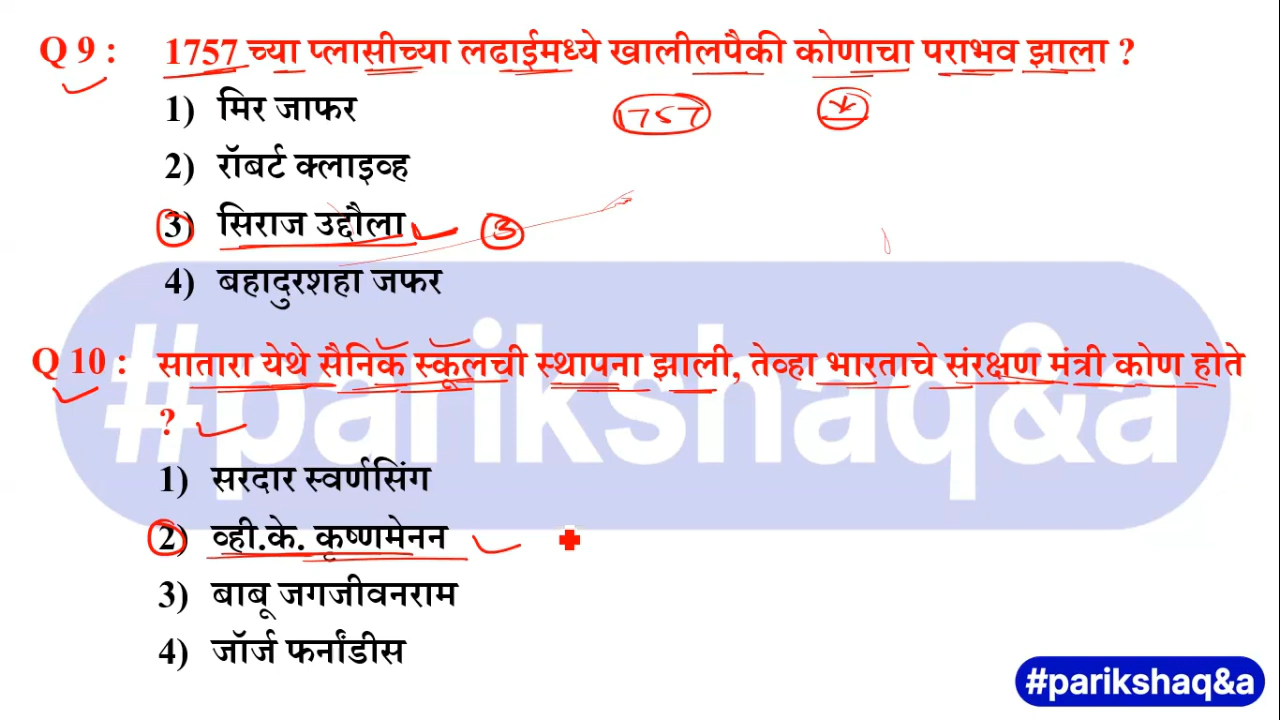 Q 9 : 1757 च्या प्लासीच्या लढाईमध्ये खालीलपैकी कोणाचा पराभव झाला ?
1) मिर जाफर 1757
2) रॉबर्ट क्लाइव्ह
3) सिराज उद्दौला 3
4) बहादुरशहा जफर
Q 10 : सातारा येथे सैनिक स्कूलची स्थापना झाली, तेव्हा भारताचे संरक्षण मंत्री कोण होते
?
#parikshaq&a
1) सरदार स्वर्णसिंग
2) व्ही.के. कृष्णमेनन
3) बाबू जगजीवनराम
4) जॉर्ज फर्नांडीस
#parikshaq&a